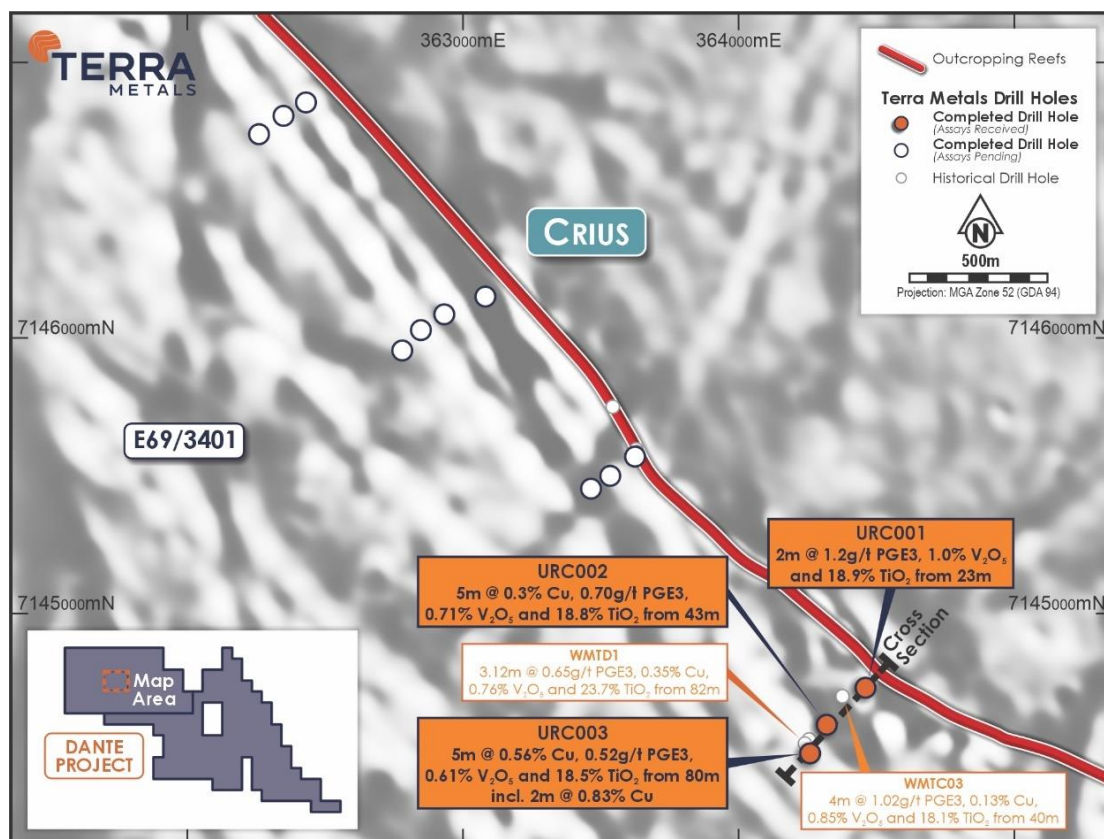 TERRA
METALS
363000mE
364000mE
Outcropping Reefs
Terra Metals Drill Holes
Completed Drill Hole
(Assays Received)
Completed Drill Hole
(Assays Pending)
Historical Drill Hole
N
500m
Projection: MGA Zone 52 (GDA 94)
CRIUS
7146000mN
7146000mN
E69/3401
URC001
2m @ 1.2g/t PGE3, 1.0% V₂O₅
and 18.9% TiO₂ from 23m
URC002
5m @ 0.3% Cu, 0.70g/t PGE3,
0.71% V₂O₅ and 18.8% TiO₂ from 43m
7145000mN
7145000mN
Cross
Section
WMTD1
3.12m @ 0.65g/t PGE3, 0.35% Cu,
0.76% V₂O₅ and 23.7% TiO₂ from 82m
URC003
5m @ 0.56% Cu, 0.52g/t PGE3,
0.61% V₂O₅ and 18.5% TiO₂ from 80m
incl. 2m @ 0.83% Cu
WMTC03
4m @ 1.02g/t PGE3, 0.13% Cu,
0.85% V₂O₅ and 18.1% TiO₂ from 40m
Map
Area
DANTE
PROJECT